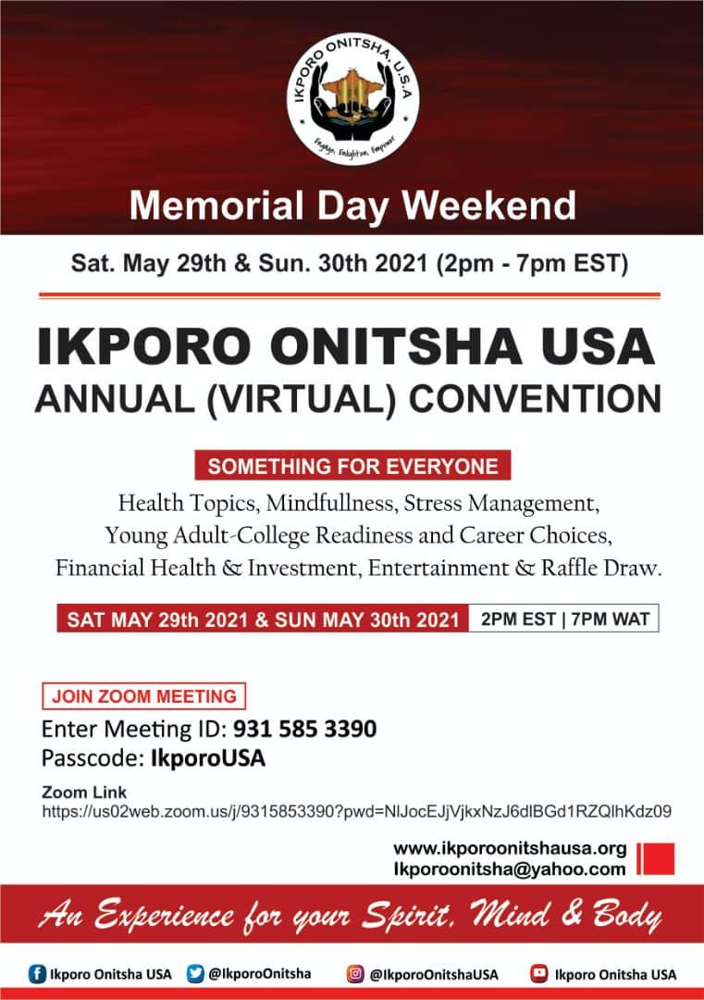 IKPORO ONITSHA, U.S.A
Engage, Enlighten, Empower
Memorial Day Weekend
Sat. May 29th & Sun. 30th 2021 (2pm - 7pm EST)
IKPORO ONITSHA USA
ANNUAL (VIRTUAL) CONVENTION
SOMETHING FOR EVERYONE
Health Topics, Mindfullness, Stress Management,
Young Adult-College Readiness and Career Choices,
Financial Health & Investment, Entertainment & Raffle Draw.
SAT MAY 29th 2021 & SUN MAY 30th 2021 2PM EST | 7PM WAT
JOIN ZOOM MEETING
Enter Meeting ID: 931 585 3390
Passcode: IkporoUSA
Zoom Link
https://us02web.zoom.us/j/9315853390?pwd=NlJocEJjVjkxNzJ6dlBGd1RZQlhKdz09
www.ikporoonitshausa.org
Ikporoonitsha@yahoo.com
An Experience for your Spirit, Mind & Body
Ikporo Onitsha USA @IkporoOnitsha @IkporoOnitshaUSA Ikporo Onitsha USA